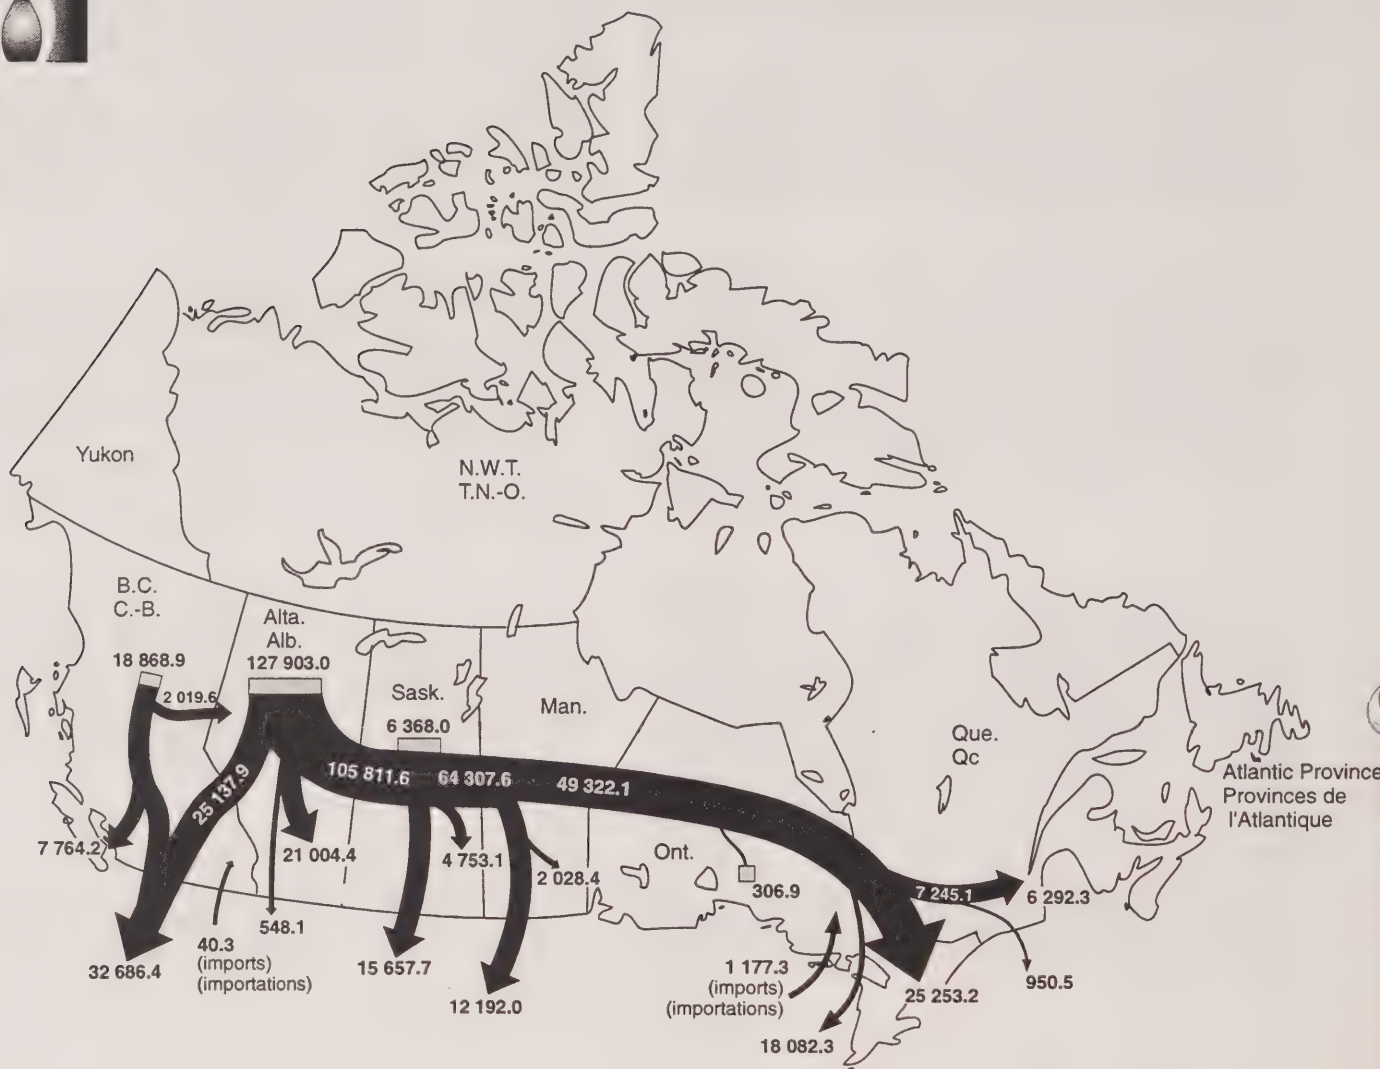 Yukon
N.W.T.
T.N.-O.
B.C.
C.-B.
Alta.
Alb.
18 868.9
127 903.0
2 019.6
Sask.
6 368.0
Man.
Que.
Qc
Atlantic Province
Provinces de
l'Atlantique
105 811.6
64 307.6
49 322.1
25 137.9
7 764.2
21 004.4
4 753.1
2 028.4
Ont.
306.9
7 245.1
6 292.3
548.1
40.3
(imports)
(importations)
32 686.4
15 657.7
12 192.0
1 177.3
(imports)
(importations)
18 082.3
25 253.2
950.5